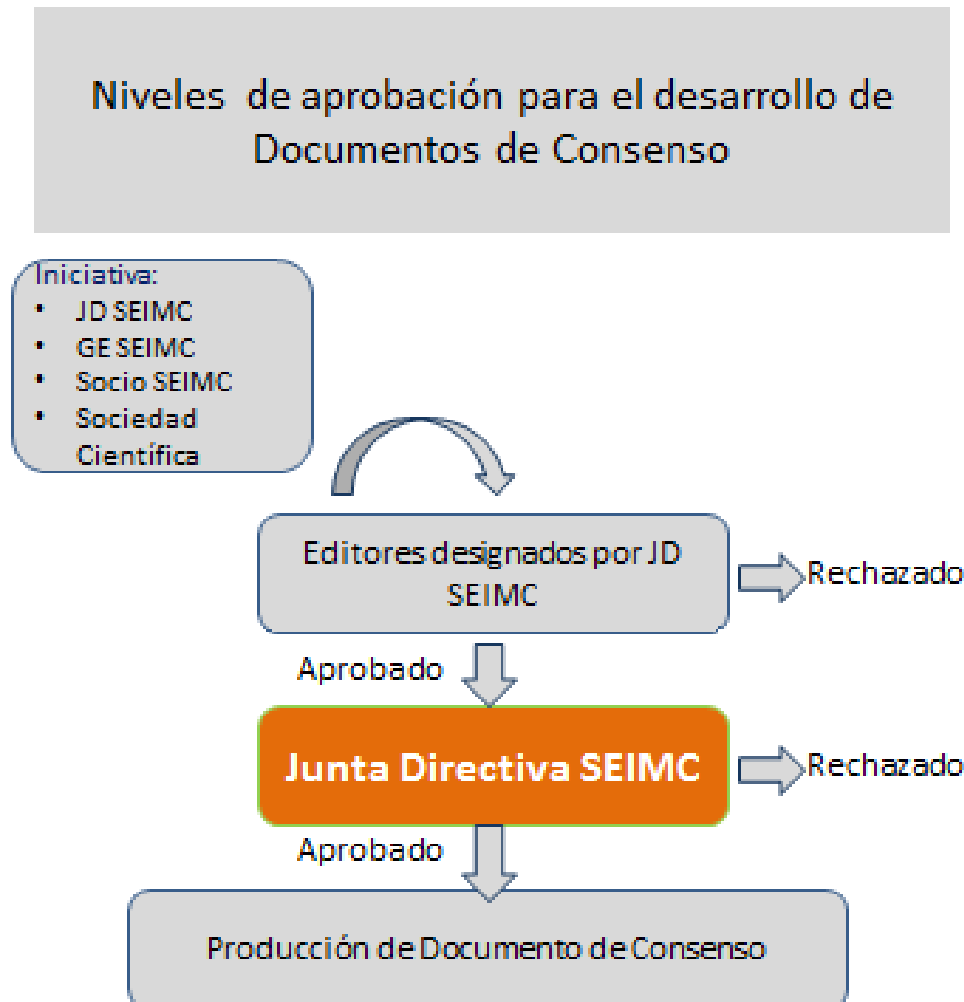 Niveles de aprobación para el desarrollo de
Documentos de Consenso
Iniciativa:
• JD SEIMC
• GE SEIMC
• Socio SEIMC
• Sociedad
Científica
Editores designados por JD
SEIMC
Rechazado
Aprobado
Junta Directiva SEIMC
Rechazado
Aprobado
Producción de Documento de Consenso